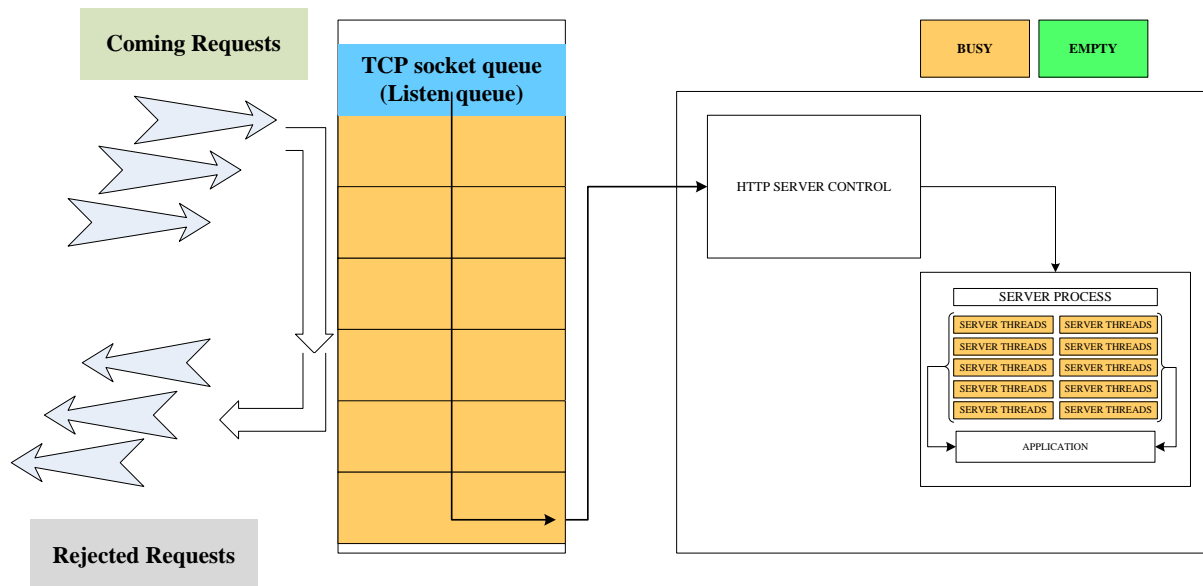 Coming Requests
TCP socket queue
(Listen queue)
BUSY
EMPTY
HTTP SERVER CONTROL
SERVER PROCESS
SERVER THREADS
SERVER THREADS
SERVER THREADS
SERVER THREADS
SERVER THREADS
SERVER THREADS
SERVER THREADS
SERVER THREADS
SERVER THREADS
SERVER THREADS
APPLICATION
Rejected Requests